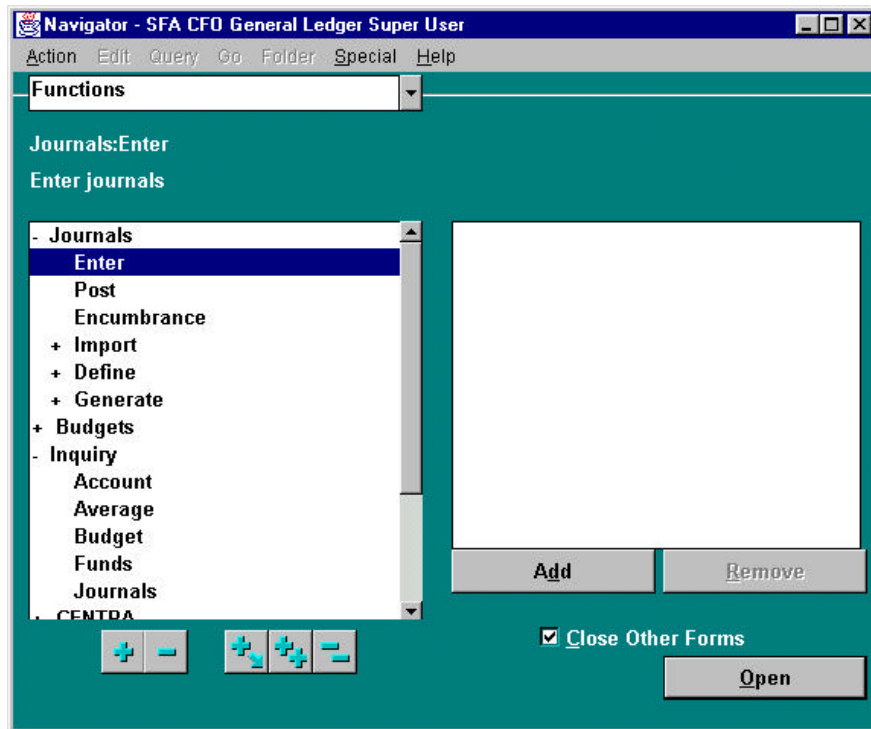 Navigator - SFA CFO General Ledger Super User
Action Edit Query Go Folder Special Help
Functions
Journals:Enter
Enter journals
- Journals
Enter
Post
Encumbrance
+ Import
+ Define
+ Generate
+ Budgets
- Inquiry
Account
Average
Budget
Funds
Journals
+ CENTRA
Add
Remove
Close Other Forms
Open